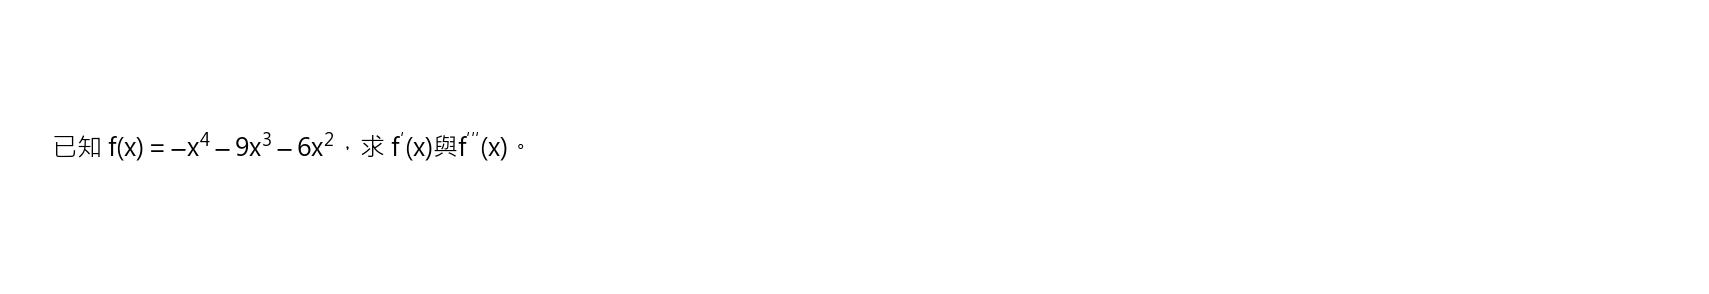 已知 f(x) = –x⁴ – 9x³ – 6x²，求 f′(x)與f′′′(x)。